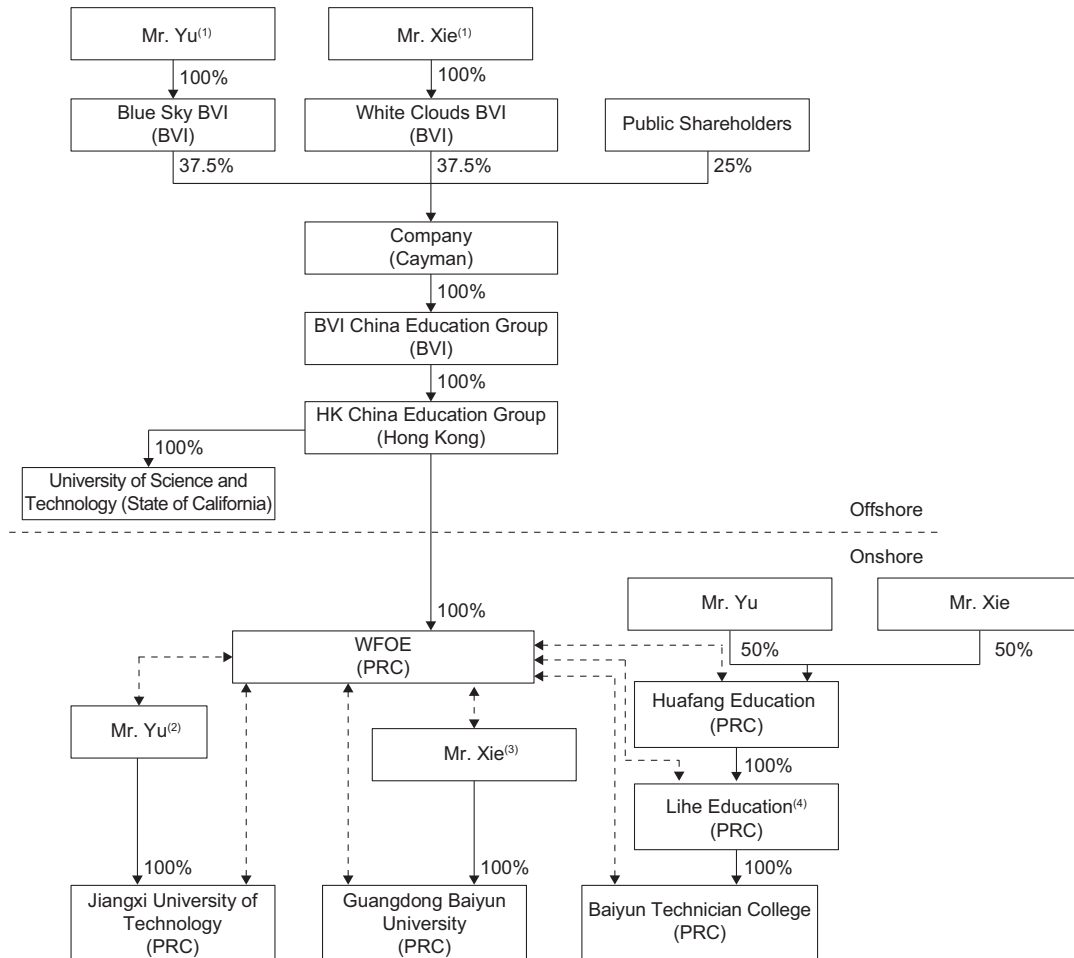 Mr. Yu(1)
Mr. Xie(1)
100%
100%
Blue Sky BVI
(BVI)
White Clouds BVI
(BVI)
Public Shareholders
37.5%
37.5%
25%
Company
(Cayman)
100%
BVI China Education Group
(BVI)
100%
HK China Education Group
(Hong Kong)
100%
University of Science and
Technology (State of California)
Offshore
Onshore
100%
Mr. Yu
Mr. Xie
WFOE
(PRC)
50%
50%
Huafang Education
(PRC)
Mr. Yu(2)
Mr. Xie(3)
100%
Lihe Education(4)
(PRC)
100%
100%
100%
Jiangxi University of
Technology
(PRC)
Guangdong Baiyun
University
(PRC)
Baiyun Technician College
(PRC)